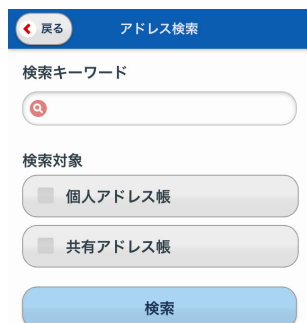 戻る
アドレス検索
検索キーワード
検索対象
個人アドレス帳
共有アドレス帳
検索